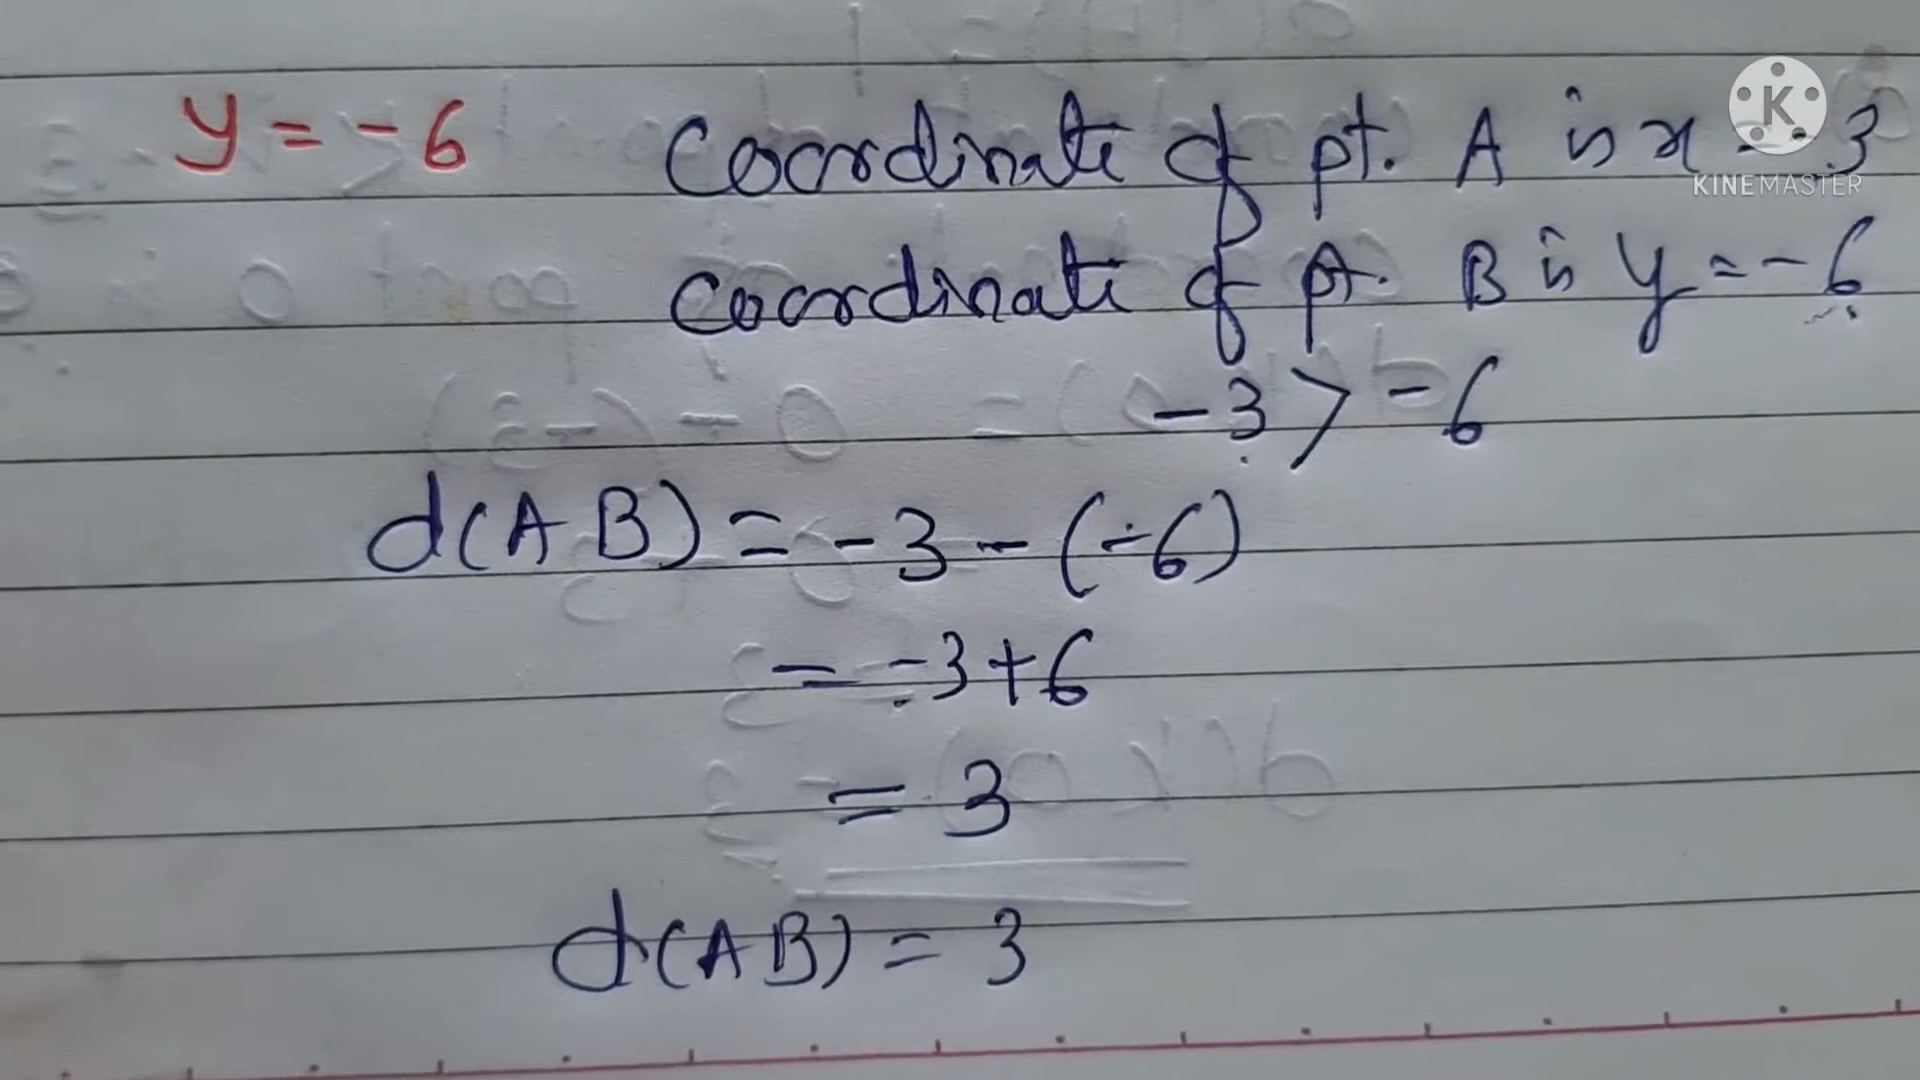 y = -6
Coordinate of pt. A is x = -3
K
KINEMASTER
Coordinate of pt. B is y = -6
-3 > -6
d(AB) = -3 - (-6)
= -3+6
= 3
d(AB) = 3